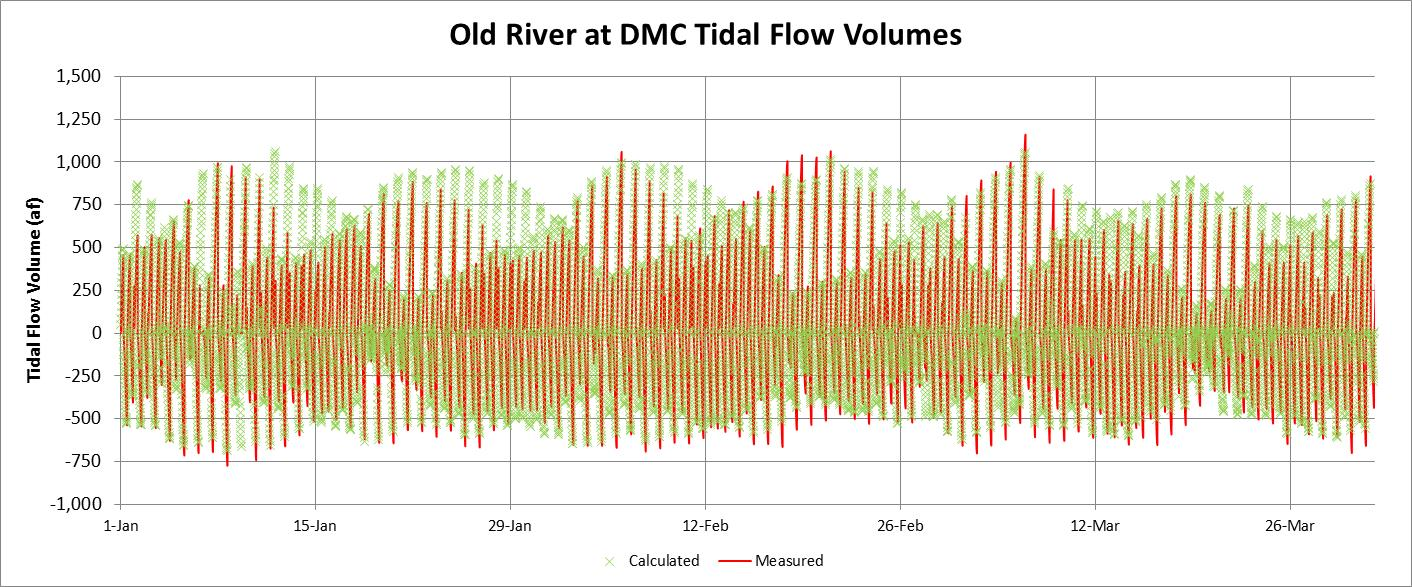 Old River at DMC Tidal Flow Volumes
1,500
1,250
1,000
750
500
250
0
-250
-500
-750
-1,000
Tidal Flow Volume (af)
1-Jan 15-Jan 29-Jan 12-Feb 26-Feb 12-Mar 26-Mar
Calculated Measured